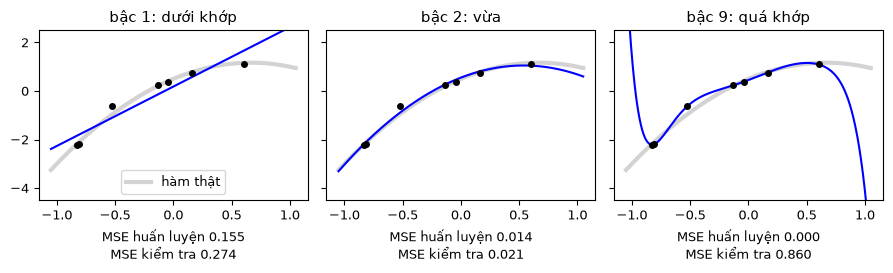 bậc 1: dưới khớp
bậc 2: vừa
bậc 9: quá khớp
2
0
−2
−4
hàm thật
−1.0 −0.5 0.0 0.5 1.0
−1.0 −0.5 0.0 0.5 1.0
−1.0 −0.5 0.0 0.5 1.0
MSE huấn luyện 0.155
MSE kiểm tra 0.274
MSE huấn luyện 0.014
MSE kiểm tra 0.021
MSE huấn luyện 0.000
MSE kiểm tra 0.860